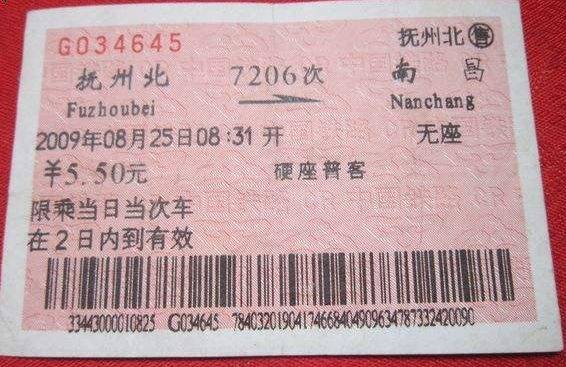 G034645 抚州北售
抚州北 7206次 南昌
Fuzhoubei Nanchang
2009年08月25日08:31开 无座
¥5.50元 硬座普客
限乘当日当次车
在2日内到有效
33443000010825 G034645 7840320190417466840490963478733242 0090